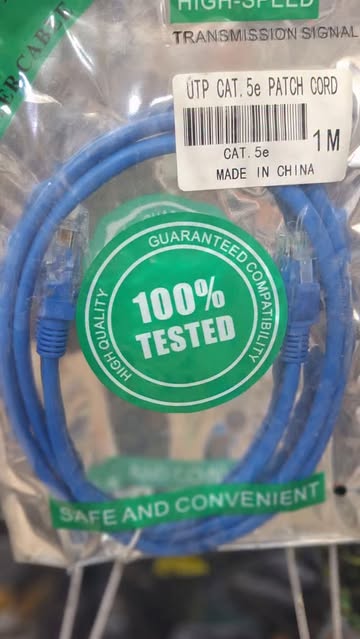 HIGH-SPEED
TRANSMISSION SIGNAL
UTP CAT.5e PATCH CORD
CAT.5e
1M
MADE IN CHINA
GUARANTEED COMPATIBILITY
HIGH QUALITY
100%
TESTED
SAFE AND CONVENIENT